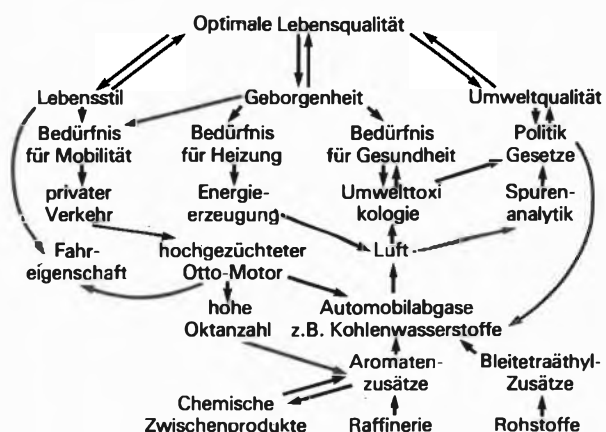 Optimale Lebensqualität
Lebensstil
Geborgenheit
Umweltqualität
Bedürfnis
für Mobilität
Bedürfnis
für Heizung
Bedürfnis
für Gesundheit
Politik
Gesetze
privater
Verkehr
Energie-
erzeugung
Umwelttoxi
kologie
Spuren-
analytik
Fahr-
eigenschaft
hochgezüchteter
Otto-Motor
Luft
hohe
Oktanzahl
Automobilabgase
z.B. Kohlenwasserstoffe
Aromaten-
zusätze
Bleitetraäthyl-
Zusätze
Chemische
Zwischenprodukte
Raffinerie
Rohstoffe